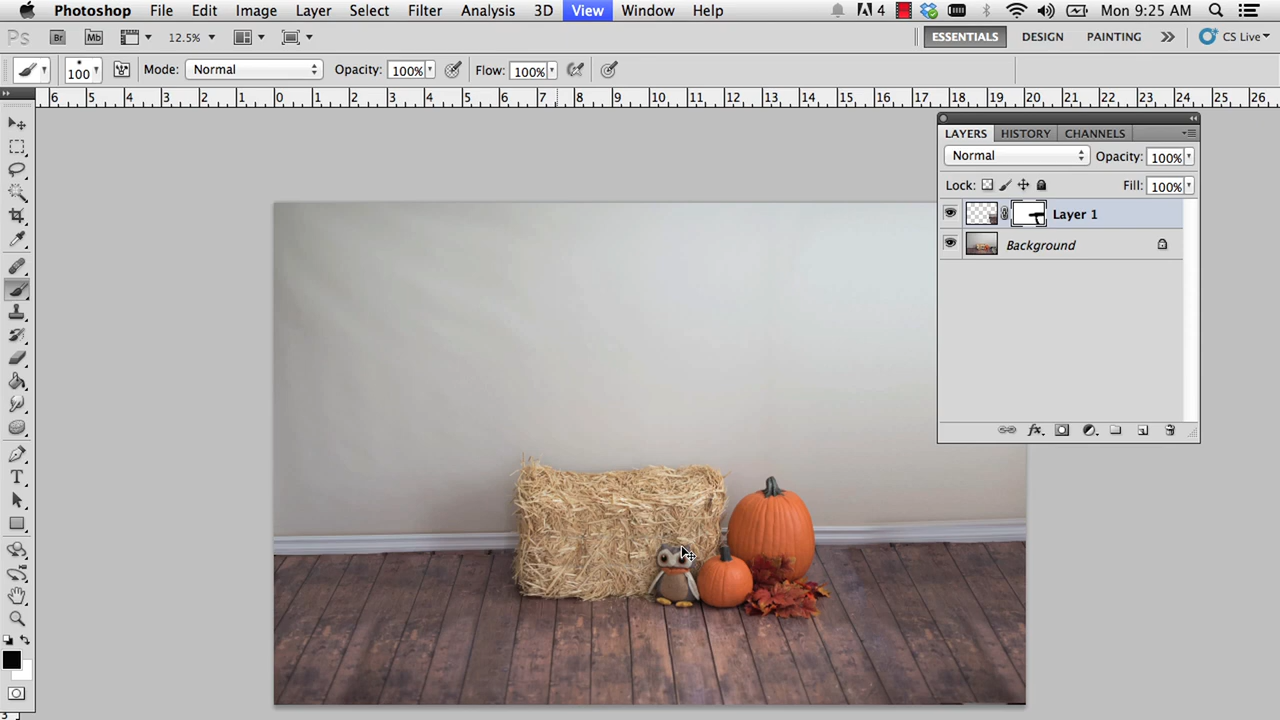 Photoshop File Edit Image Layer Select Filter Analysis 3D View Window Help 4 Mon 9:25 AM
Ps Br Mb 12.5% ESSENTIALS DESIGN PAINTING CS Live
100 Mode: Normal Opacity: 100% Flow: 100%
6 5 4 3 2 1 0 1 2 3 4 5 6 7 8 9 10 11 12 13 14 15 16 17 18 19 20 21 22 23 24 25 26
LAYERS HISTORY CHANNELS
Normal Opacity: 100%
Lock: Fill: 100%
Layer 1
Background
fx
T
3